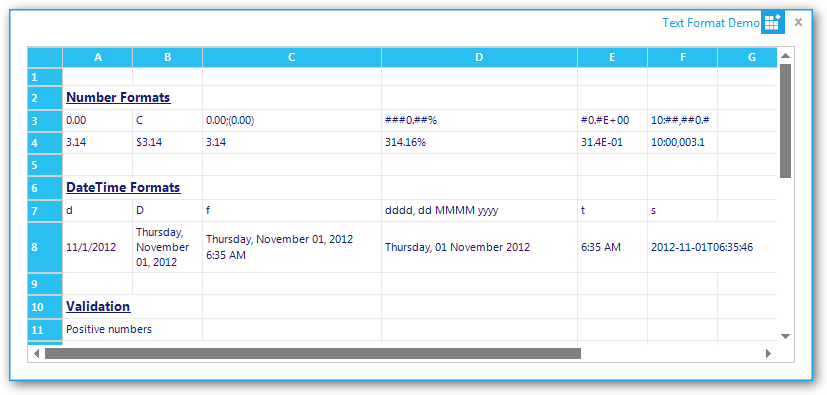 Text Format Demo
A B C D E F G
1
2 Number Formats
3 0.00 C 0.00;(0.00) ###0.##% #0.#E+00 10:##,##0.#
4 3.14 $3.14 3.14 314.16% 31.4E-01 10:00,003.1
5
6 DateTime Formats
7 d D f dddd, dd MMMM yyyy t s
8 11/1/2012 Thursday, November 01, 2012 Thursday, November 01, 2012 6:35 AM Thursday, 01 November 2012 6:35 AM 2012-11-01T06:35:46
9
10 Validation
11 Positive numbers